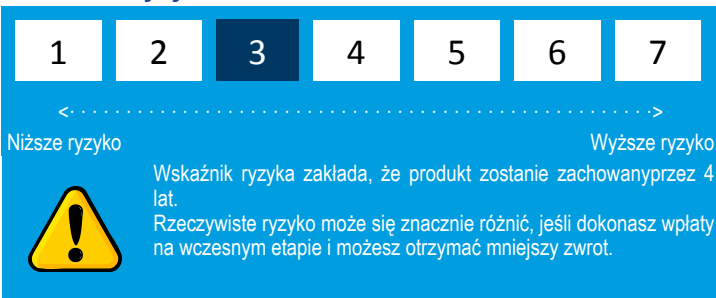 1 2 3 4 5 6 7
<· · · · · · · · · · · · · · · · · · · · · · · · · · · · · · · · · · · · · · · · · · · · · · · · · · · · · ·>
Niższe ryzyko Wyższe ryzyko
Wskaźnik ryzyka zakłada, że produkt zostanie zachowanyprzez 4
lat.
Rzeczywiste ryzyko może się znacznie różnić, jeśli dokonasz wpłaty
na wczesnym etapie i możesz otrzymać mniejszy zwrot.
!